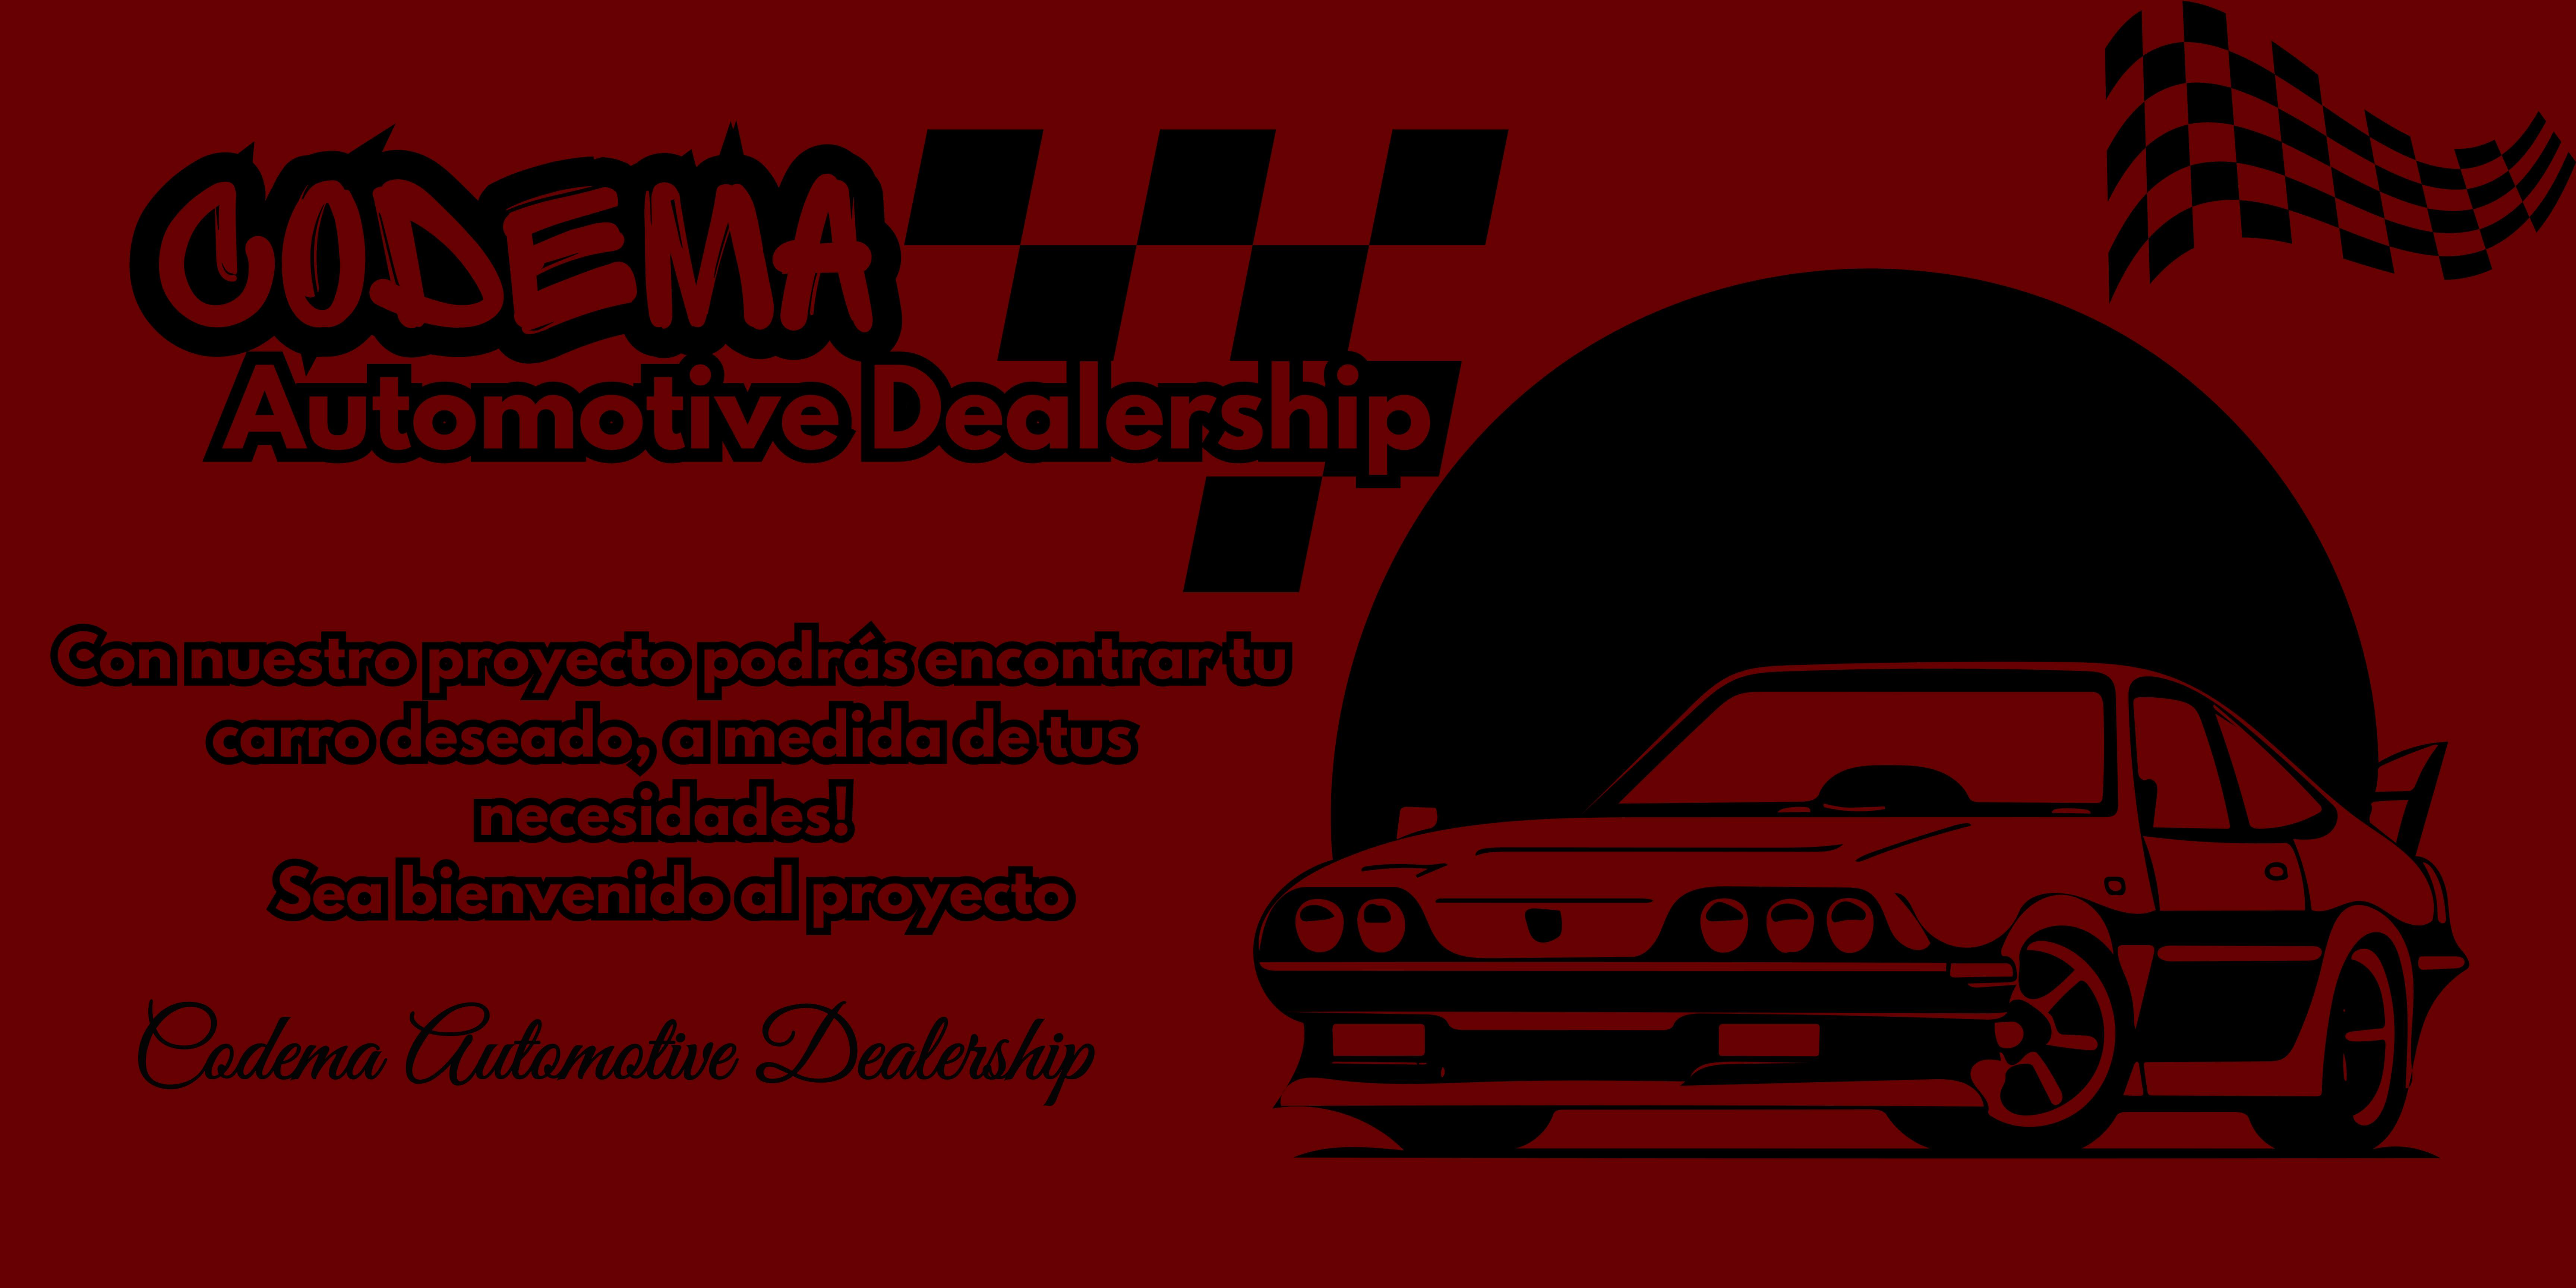 CODEMA
Automotive Dealership
Con nuestro proyecto podrás encontrar tu
carro deseado, a medida de tus
necesidades!
Sea bienvenido al proyecto
Codema Automotive Dealership